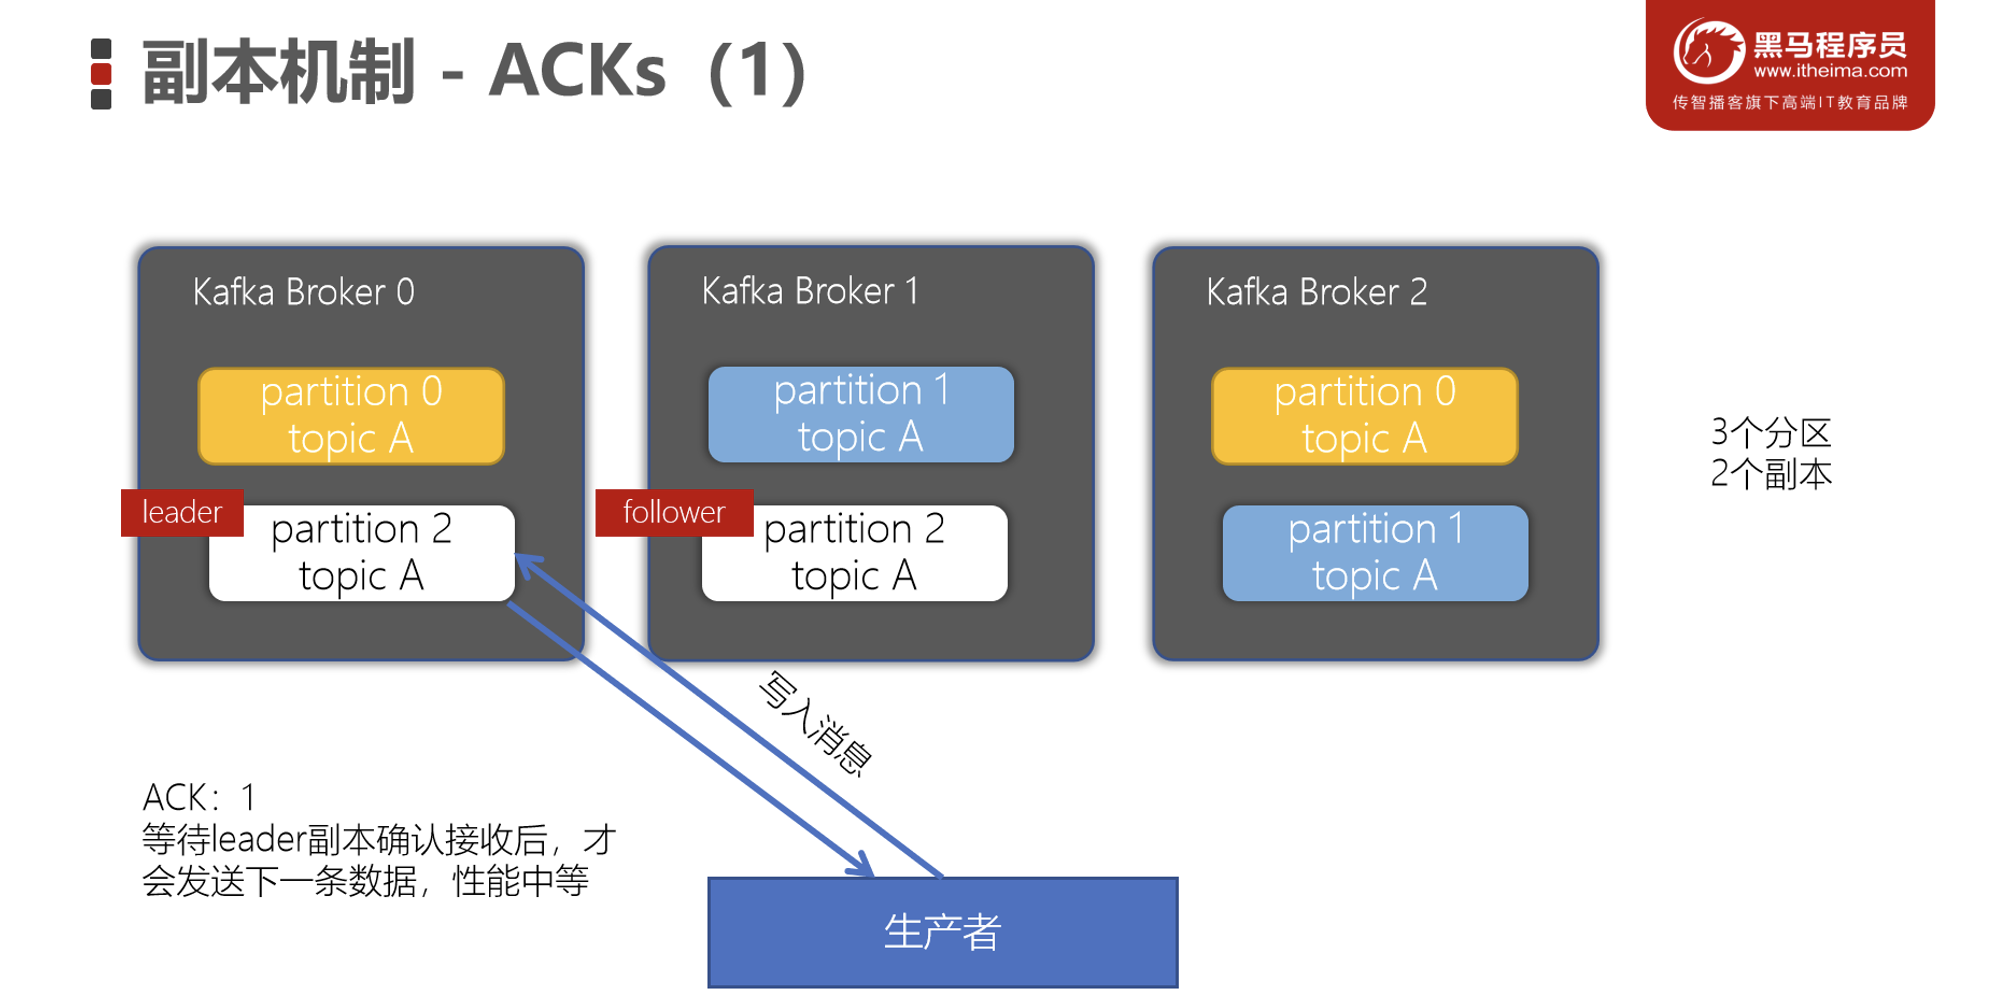 副本机制 - ACKs（1）
黑马程序员
www.itheima.com
传智播客旗下高端IT教育品牌
Kafka Broker 0
partition 0
topic A
leader
partition 2
topic A
Kafka Broker 1
partition 1
topic A
follower
partition 2
topic A
Kafka Broker 2
partition 0
topic A
partition 1
topic A
3个分区
2个副本
写入消息
ACK：1
等待leader副本确认接收后，才
会发送下一条数据，性能中等
生产者